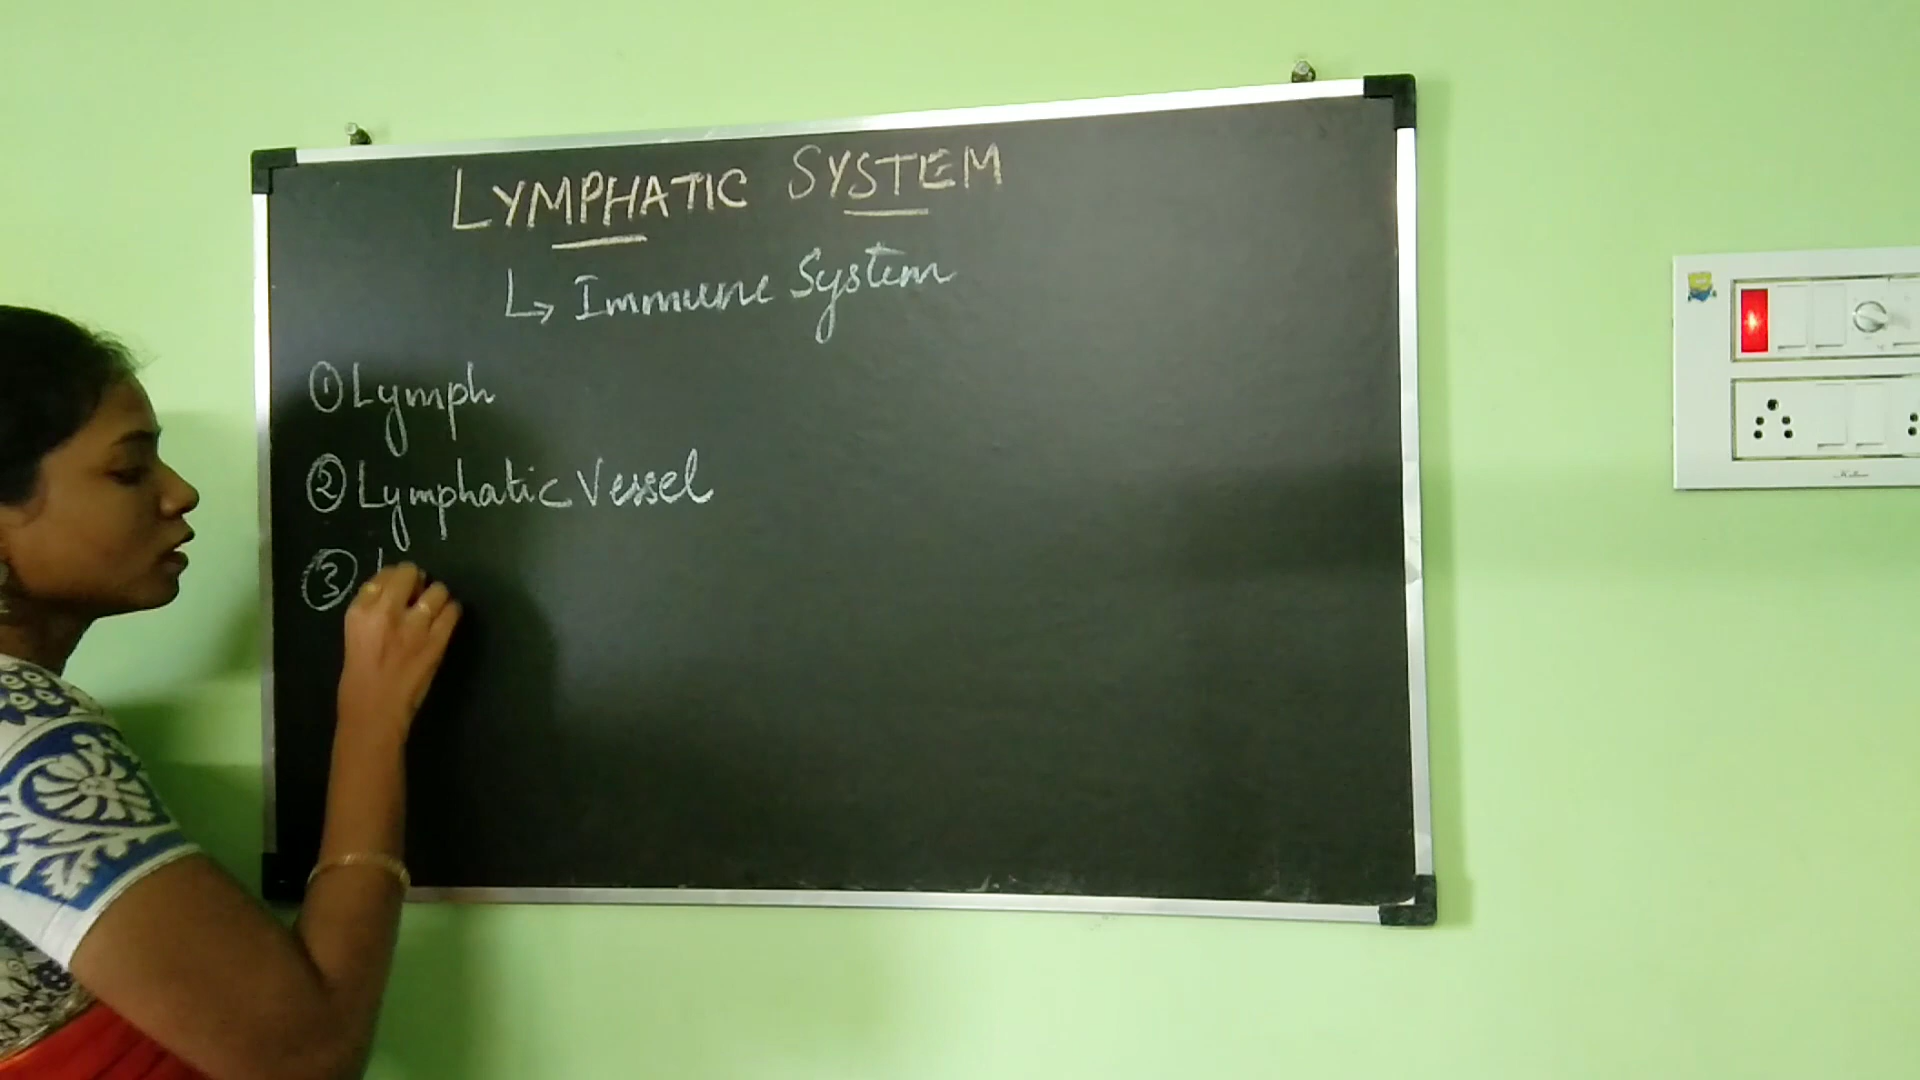 LYMPHATIC SYSTEM
↳ Immune System
① Lymph
② Lymphatic Vessel
③ L